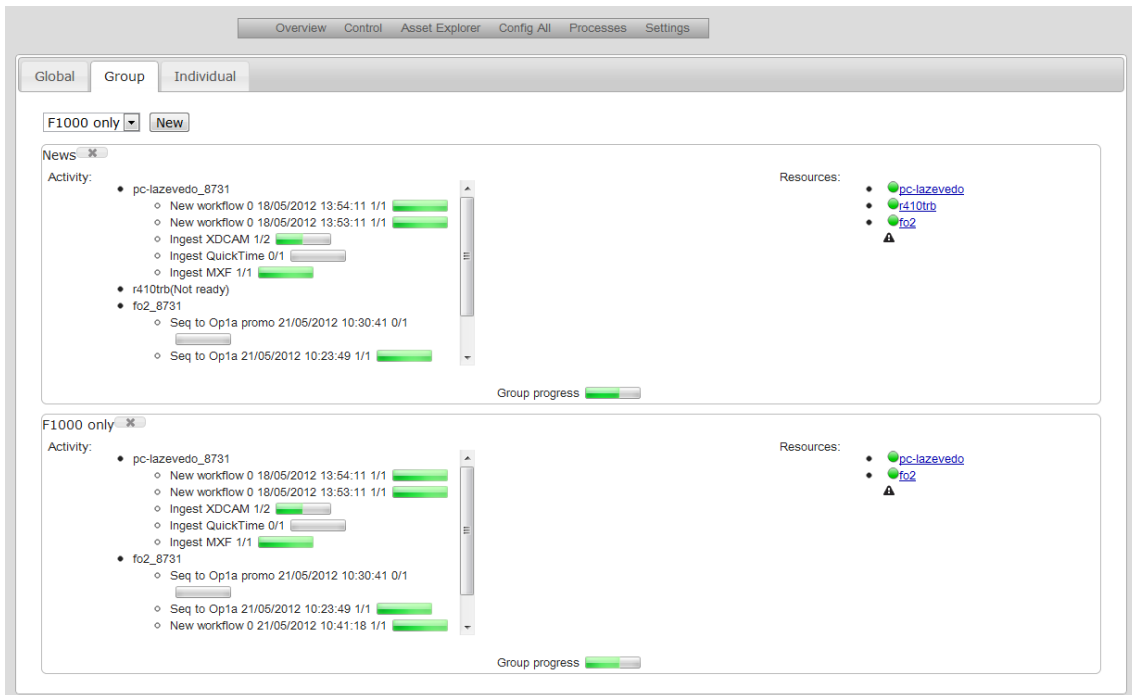 Overview Control Asset Explorer Config All Processes Settings
Global Group Individual
F1000 only New
News
Activity: Resources:
pc-lazevedo_8731 pc-lazevedo
New workflow 0 18/05/2012 13:54:11 1/1 r410trb
New workflow 0 18/05/2012 13:53:11 1/1 fo2
Ingest XDCAM 1/2
Ingest QuickTime 0/1
Ingest MXF 1/1
r410trb(Not ready)
fo2_8731
Seq to Op1a promo 21/05/2012 10:30:41 0/1
Seq to Op1a 21/05/2012 10:23:49 1/1
Group progress
F1000 only
Activity: Resources:
pc-lazevedo_8731 pc-lazevedo
New workflow 0 18/05/2012 13:54:11 1/1 fo2
New workflow 0 18/05/2012 13:53:11 1/1
Ingest XDCAM 1/2
Ingest QuickTime 0/1
Ingest MXF 1/1
fo2_8731
Seq to Op1a promo 21/05/2012 10:30:41 0/1
Seq to Op1a 21/05/2012 10:23:49 1/1
New workflow 0 21/05/2012 10:41:18 1/1
Group progress